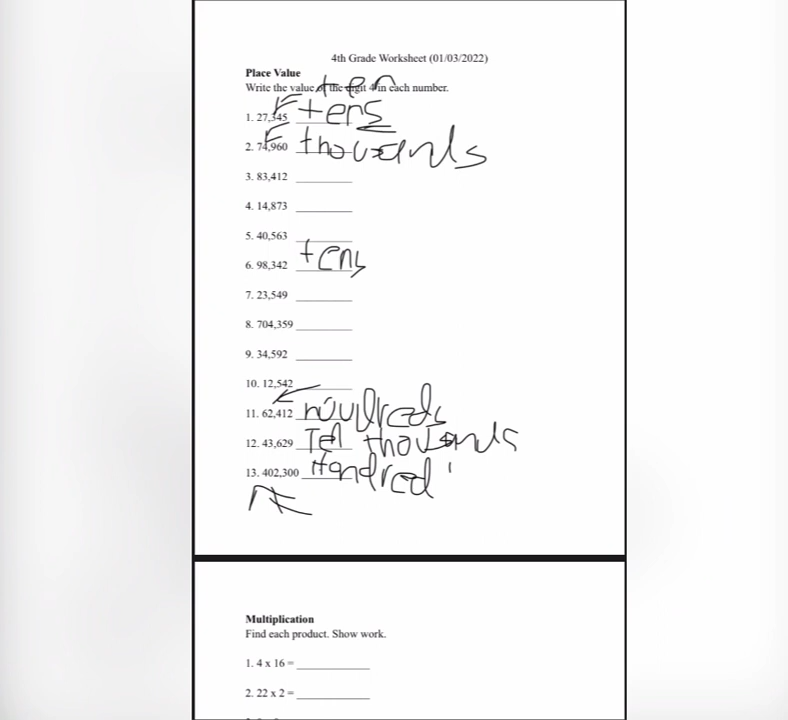 4th Grade Worksheet (01/03/2022)
Place Value
ten
Write the value of the digit 4 in each number.
1. 27,345 tens
2. 74,960 thousands
3. 83,412
4. 14,873
5. 40,563
6. 98,342 tens
7. 23,549
8. 704,359
9. 34,592
10. 12,542
11. 62,412
12. 43,629 thousands
13. 402,300 Handred
Multiplication
Find each product. Show work.
1. 4 x 16 =
2. 22 x 2 =